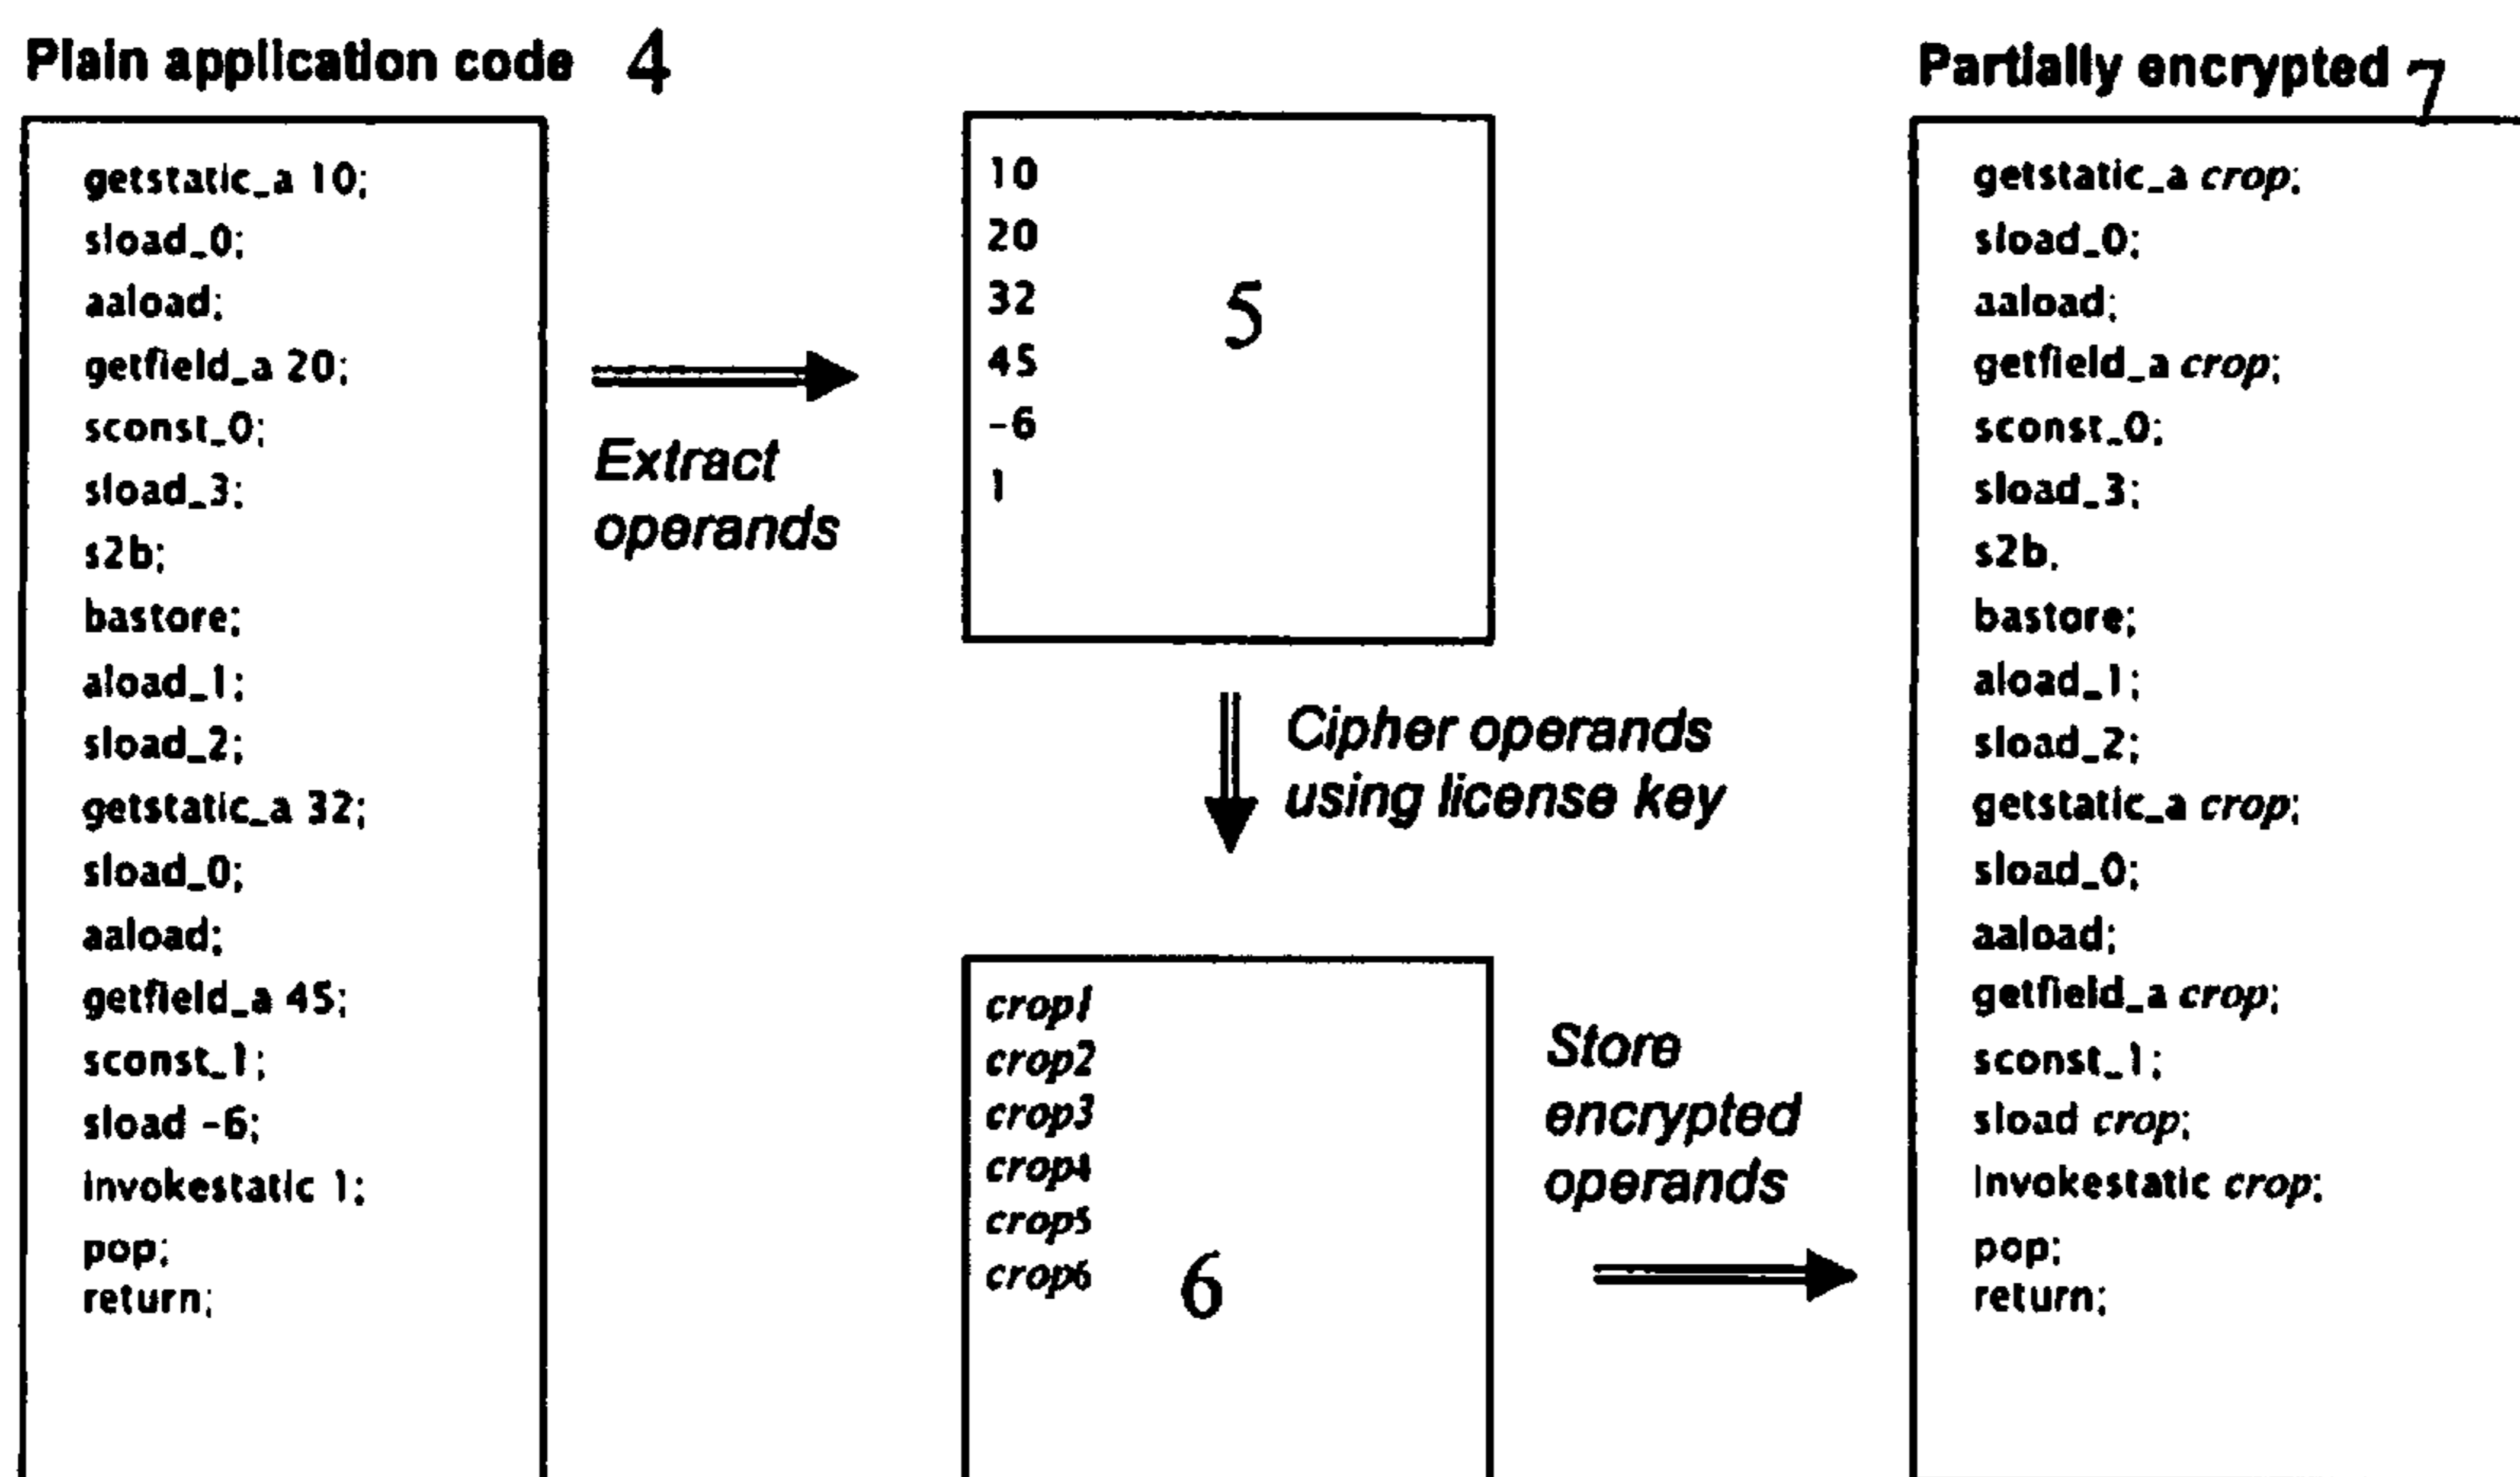 Plain application code 4
getstatic_a 10;
sload_0;
aaload;
getfield_a 20;
sconst_0;
sload_3;
s2b;
bastore;
aload_1;
sload_2;
getstatic_a 32;
sload_0;
aaload;
getfield_a 45;
sconst_1;
sload -6;
invokestatic 1;
pop;
return;
Extract
operands
10
20
32
45
-6
1
5
Cipher operands
using license key
crop1
crop2
crop3
crop4
crop5
crop6
6
Store
encrypted
operands
Partially encrypted 7
getstatic_a crop;
sload_0;
aaload;
getfield_a crop;
sconst_0;
sload_3;
s2b.
bastore;
aload_1;
sload_2;
getstatic_a crop;
sload_0;
aaload;
getfield_a crop;
sconst_1;
sload crop;
invokestatic crop;
pop;
return;